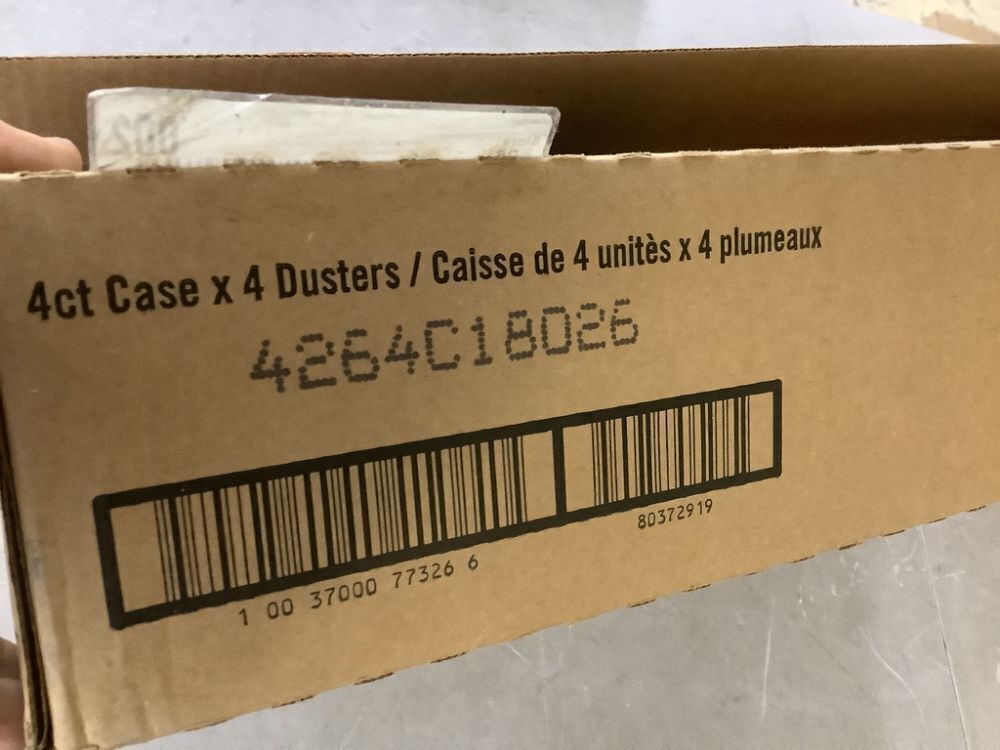 4ct Case x 4 Dusters / Caisse de 4 unitès x 4 plumeaux
4264C18026
1 00 37000 77326 6
80372919